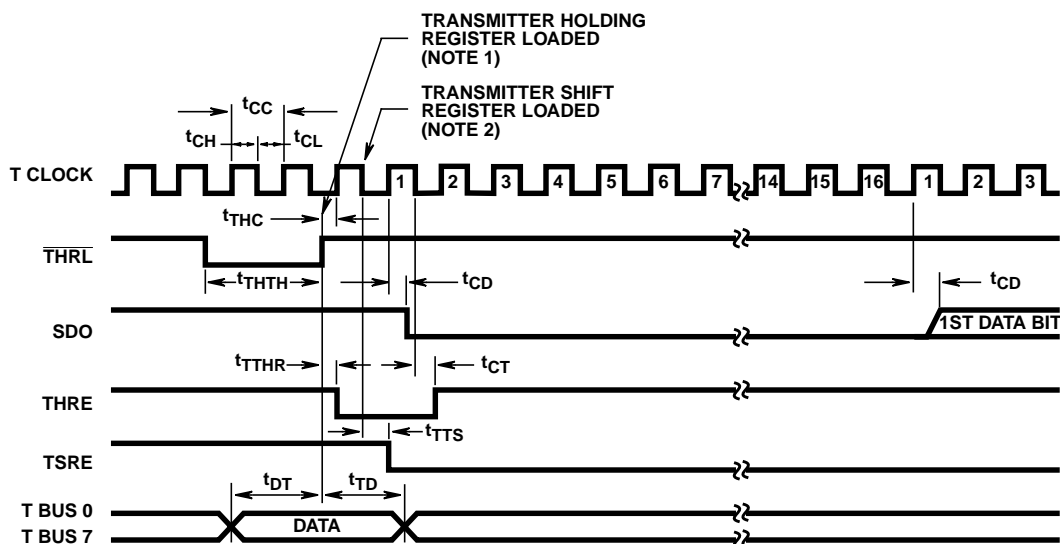 TRANSMITTER HOLDING
REGISTER LOADED
(NOTE 1)
TRANSMITTER SHIFT
REGISTER LOADED
(NOTE 2)
tCC
tCH
tCL
T CLOCK
1 2 3 4 5 6 7 14 15 16 1 2 3
tTHC
THRL
tTHTH
tCD
tCD
SDO
1ST DATA BIT
tTTHR
tCT
THRE
tTTS
TSRE
tDT
tTD
T BUS 0
DATA
T BUS 7